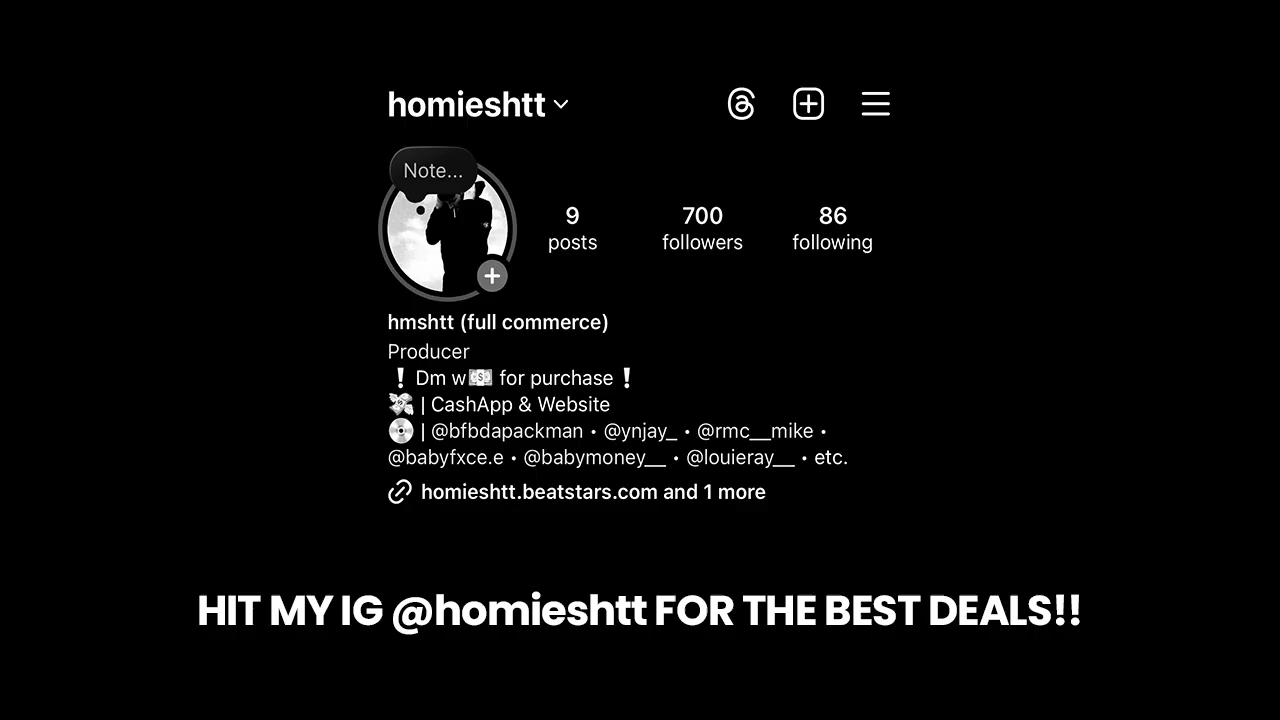 homieshtt
Note...
9 700 86
posts followers following
hmshtt (full commerce)
Producer
❗ Dm w💵 for purchase ❗
💸 | CashApp & Website
💿 | @bfbdapackman • @ynjay_ • @rmc__mike •
@babyfxce.e • @babymoney__ • @louieray__ • etc.
homieshtt.beatstars.com and 1 more
HIT MY IG @homieshtt FOR THE BEST DEALS!!